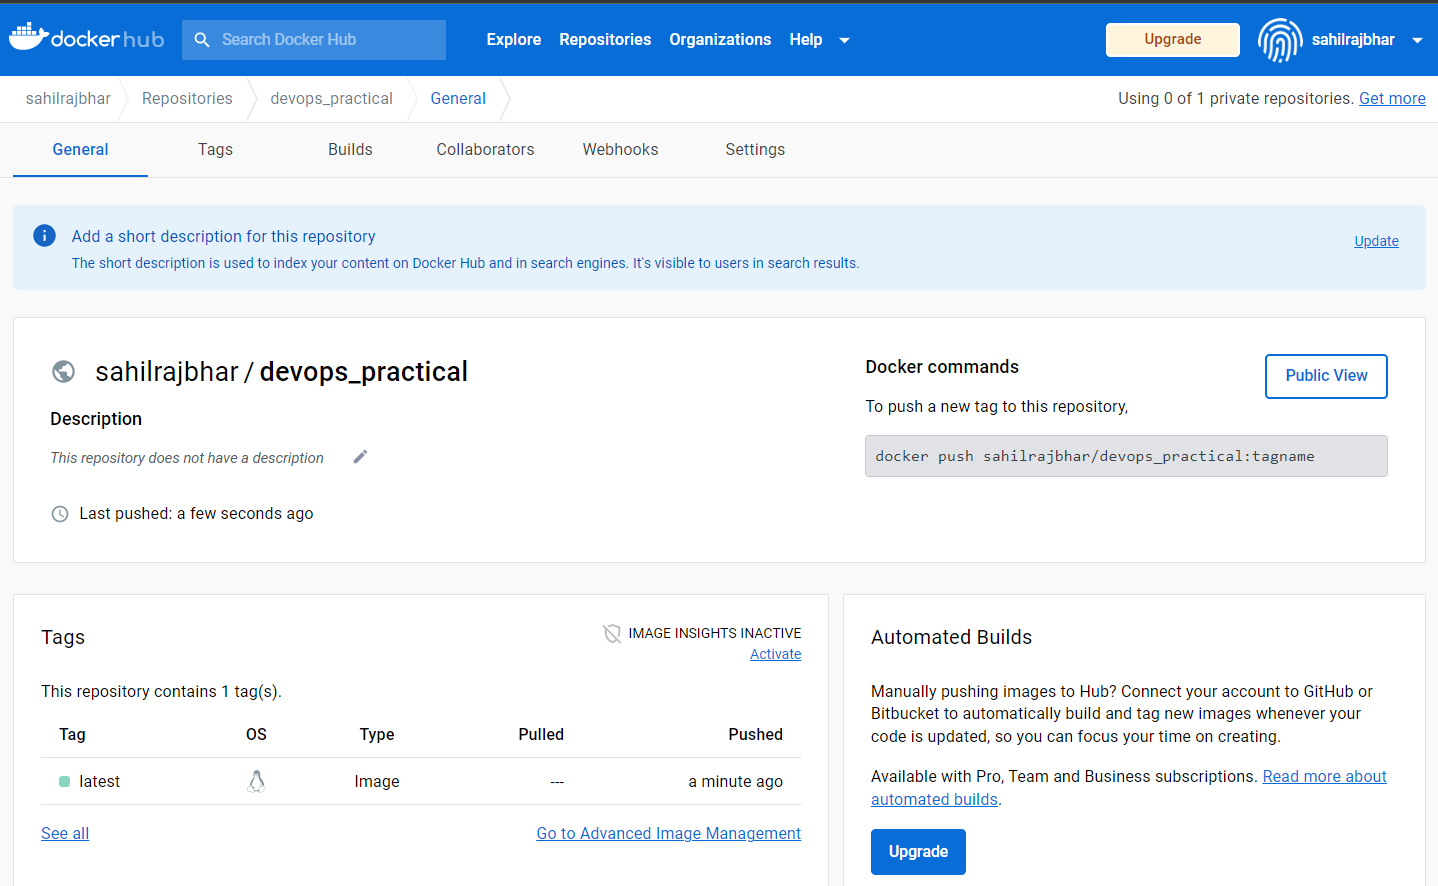 docker hub
Search Docker Hub
Explore Repositories Organizations Help
Upgrade
sahilrajbhar
sahilrajbhar Repositories devops_practical General
Using 0 of 1 private repositories. Get more
General Tags Builds Collaborators Webhooks Settings
Add a short description for this repository
The short description is used to index your content on Docker Hub and in search engines. It's visible to users in search results.
Update
sahilrajbhar / devops_practical
Description
This repository does not have a description
Last pushed: a few seconds ago
Docker commands
Public View
To push a new tag to this repository,
docker push sahilrajbhar/devops_practical:tagname
Tags
IMAGE INSIGHTS INACTIVE
Activate
This repository contains 1 tag(s).
Tag OS Type Pulled Pushed
latest Image --- a minute ago
See all
Go to Advanced Image Management
Automated Builds
Manually pushing images to Hub? Connect your account to GitHub or
Bitbucket to automatically build and tag new images whenever your
code is updated, so you can focus your time on creating.
Available with Pro, Team and Business subscriptions. Read more about
automated builds.
Upgrade